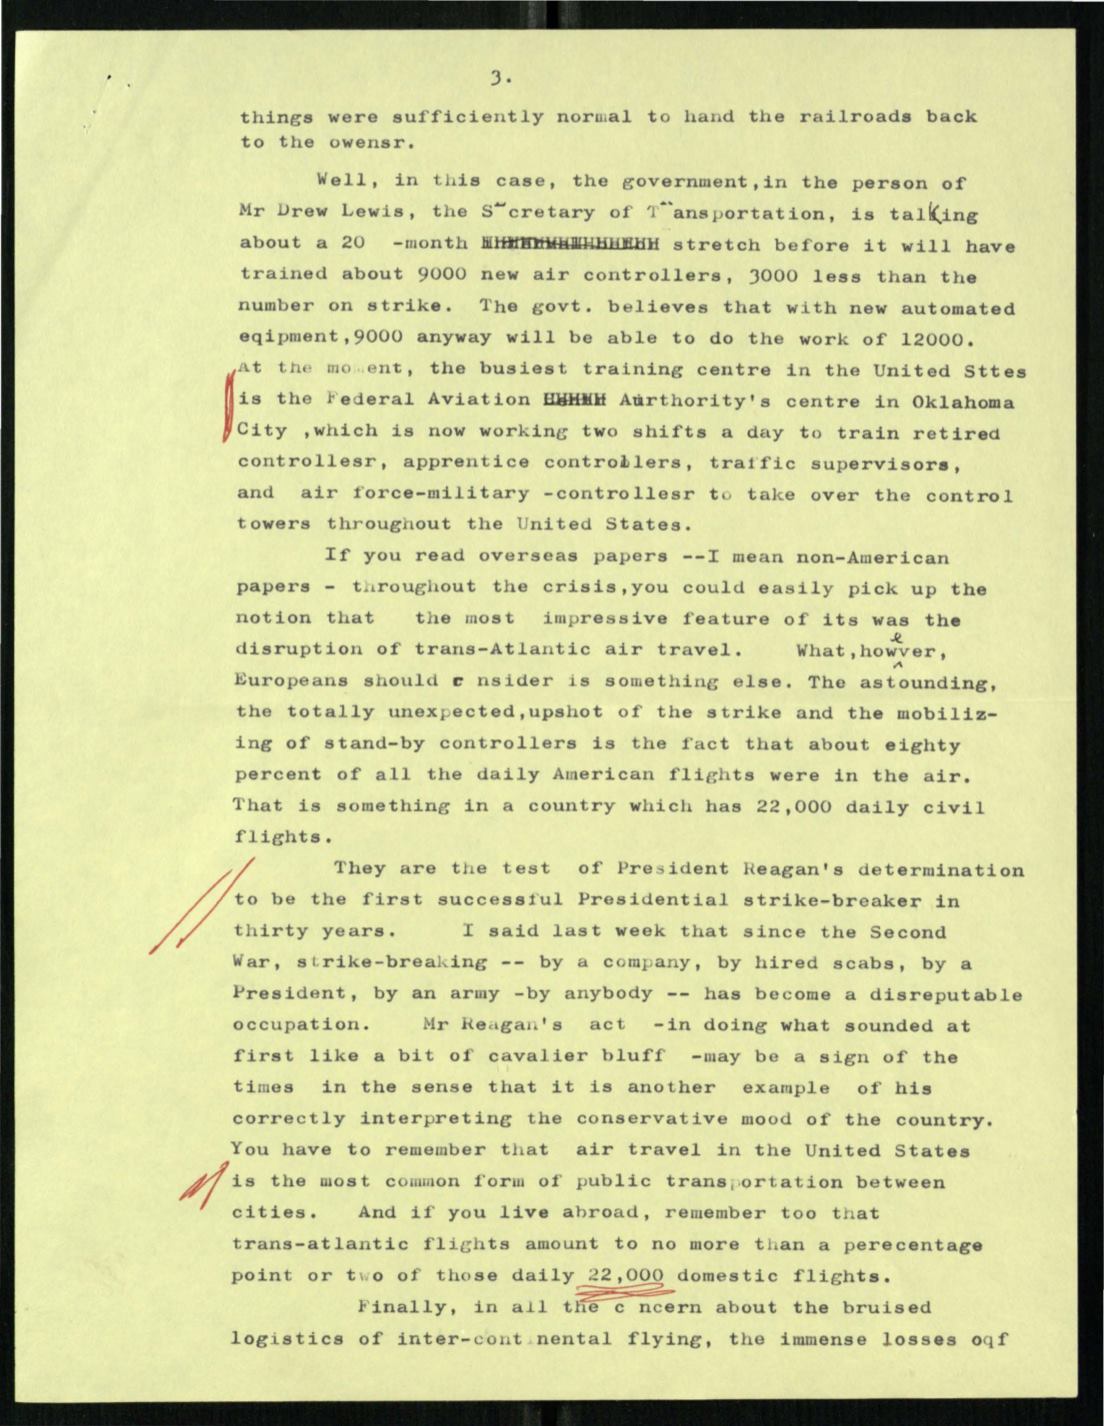 3.
things were sufficiently normal to hand the railroads back
to the owensr.
Well, in this case, the government,in the person of
Mr Drew Lewis, the S cretary of T ansportation, is talking
about a 20 -month stretch before it will have
trained about 9000 new air controllers, 3000 less than the
number on strike. The govt. believes that with new automated
eqipment,9000 anyway will be able to do the work of 12000.
At the mo ent, the busiest training centre in the United Sttes
is the Federal Aviation Aurthority's centre in Oklahoma
City ,which is now working two shifts a day to train retired
controllesr, apprentice controllers, traffic supervisors,
and air force-military -controllesr to take over the control
towers throughout the United States.
If you read overseas papers --I mean non-American
papers - throughout the crisis,you could easily pick up the
notion that the most impressive feature of its was the
disruption of trans-Atlantic air travel. What,however,
Europeans should c nsider is something else. The astounding,
the totally unexpected,upshot of the strike and the mobiliz-
ing of stand-by controllers is the fact that about eighty
percent of all the daily American flights were in the air.
That is something in a country which has 22,000 daily civil
flights.
They are the test of President Reagan's determination
to be the first successful Presidential strike-breaker in
thirty years. I said last week that since the Second
War, strike-breaking -- by a company, by hired scabs, by a
President, by an army -by anybody -- has become a disreputable
occupation. Mr Reagan's act -in doing what sounded at
first like a bit of cavalier bluff -may be a sign of the
times in the sense that it is another example of his
correctly interpreting the conservative mood of the country.
You have to remember that air travel in the United States
is the most common form of public transportation between
cities. And if you live abroad, remember too that
trans-atlantic flights amount to no more than a perecentage
point or two of those daily 22,000 domestic flights.
Finally, in all the c ncern about the bruised
logistics of inter-cont nental flying, the immense losses oqf